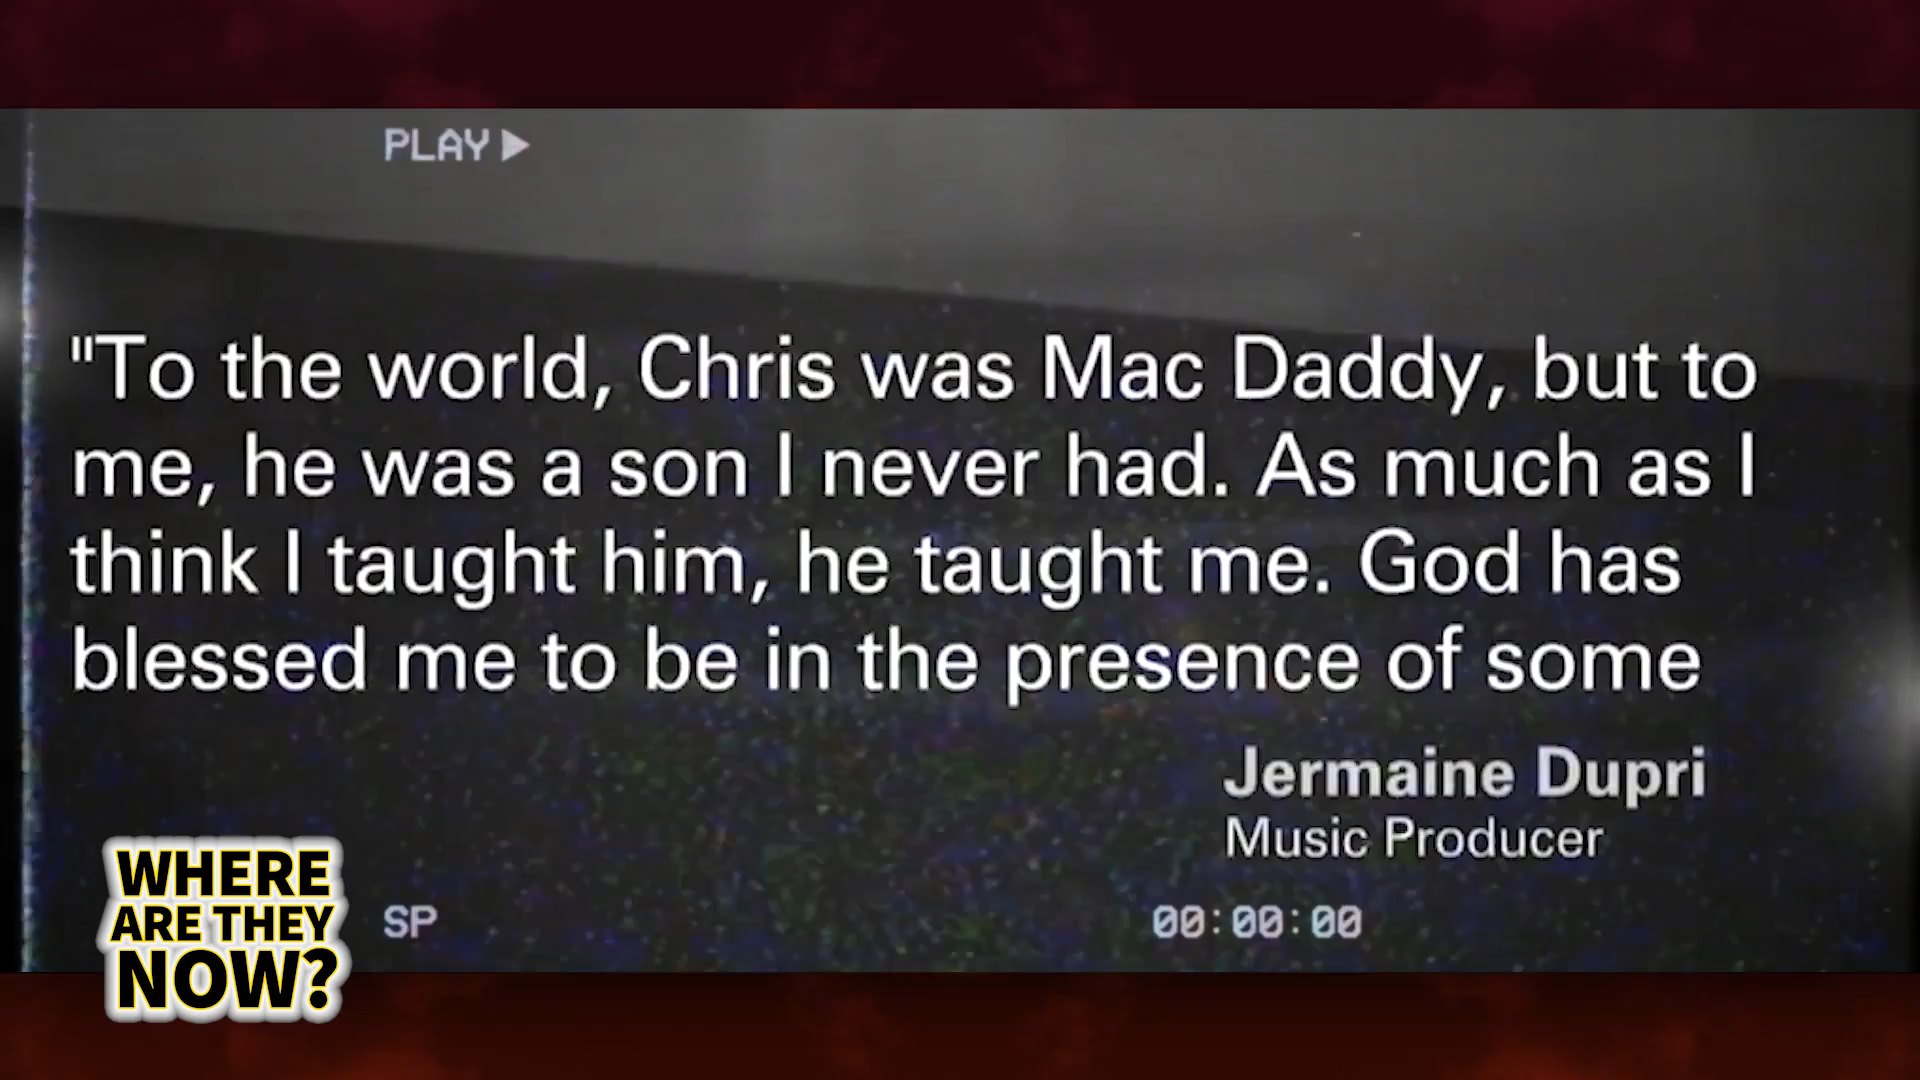 PLAY
"To the world, Chris was Mac Daddy, but to
me, he was a son I never had. As much as I
think I taught him, he taught me. God has
blessed me to be in the presence of some
Jermaine Dupri
Music Producer
WHERE
ARE THEY
NOW?
SP
00:00:00